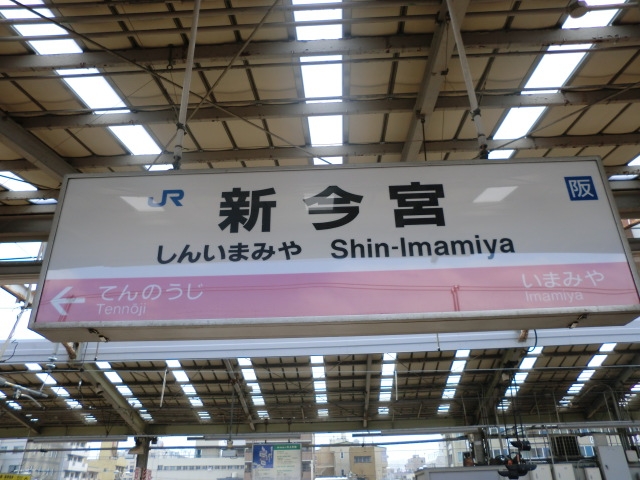 JR 新今宮 阪
しんいまみや Shin-Imamiya
てんのうじ いまみや
Tennōji Imamiya